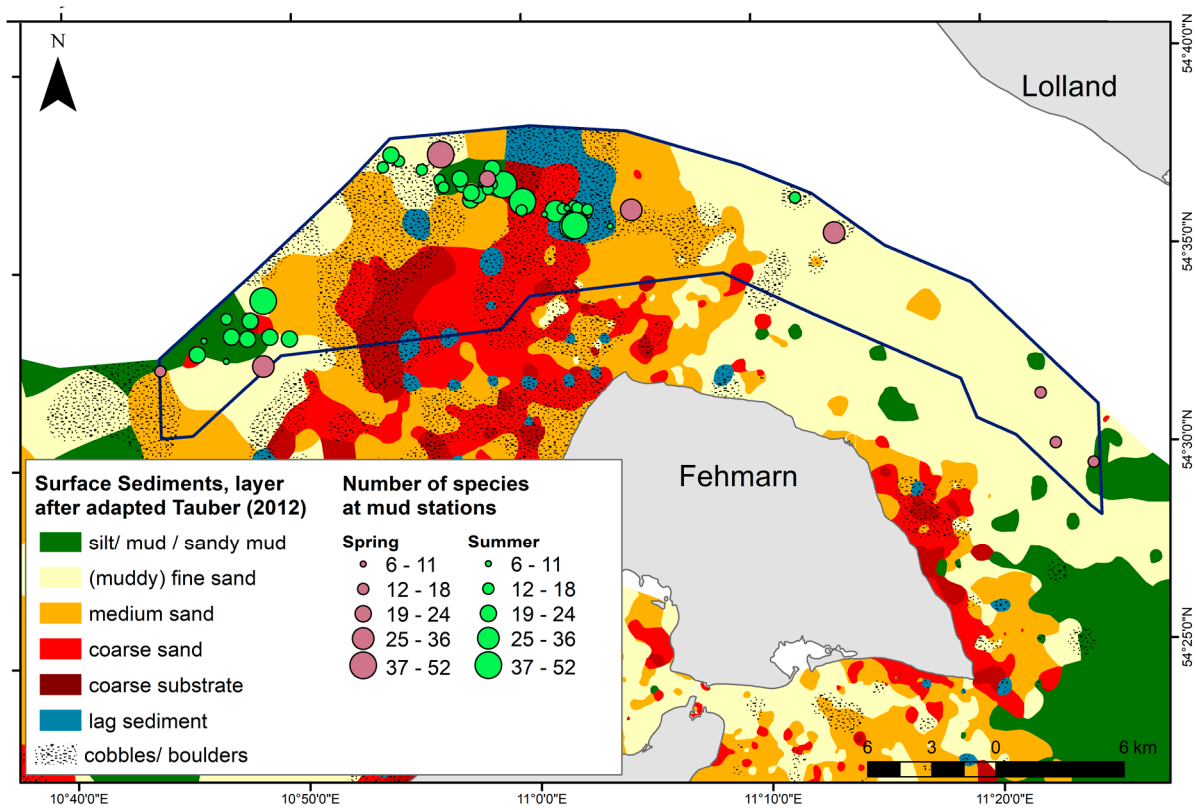 N
Lolland
54°40'0"N
54°35'0"N
54°30'0"N
54°25'0"N
Fehmarn
Surface Sediments, layer
after adapted Tauber (2012)
silt/ mud / sandy mud
(muddy) fine sand
medium sand
coarse sand
coarse substrate
lag sediment
cobbles/ boulders
Number of species
at mud stations
Spring
6 - 11
12 - 18
19 - 24
25 - 36
37 - 52
Summer
6 - 11
12 - 18
19 - 24
25 - 36
37 - 52
6 3 0 6 km
10°40'0"E 10°50'0"E 11°00'0"E 11°10'0"E 11°20'0"E